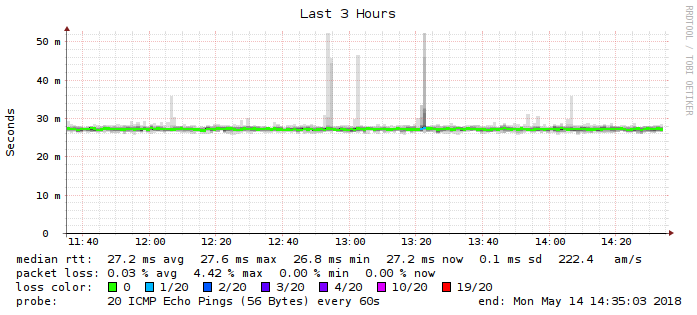 Last 3 Hours
RRDTOOL / TOBI OETIKER
Seconds
50 m
40 m
30 m
20 m
10 m
0
11:40 12:00 12:20 12:40 13:00 13:20 13:40 14:00 14:20
median rtt: 27.2 ms avg 27.6 ms max 26.8 ms min 27.2 ms now 0.1 ms sd 222.4 am/s
packet loss: 0.03 % avg 4.42 % max 0.00 % min 0.00 % now
loss color: 0 1/20 2/20 3/20 4/20 10/20 19/20
probe: 20 ICMP Echo Pings (56 Bytes) every 60s end: Mon May 14 14:35:03 2018